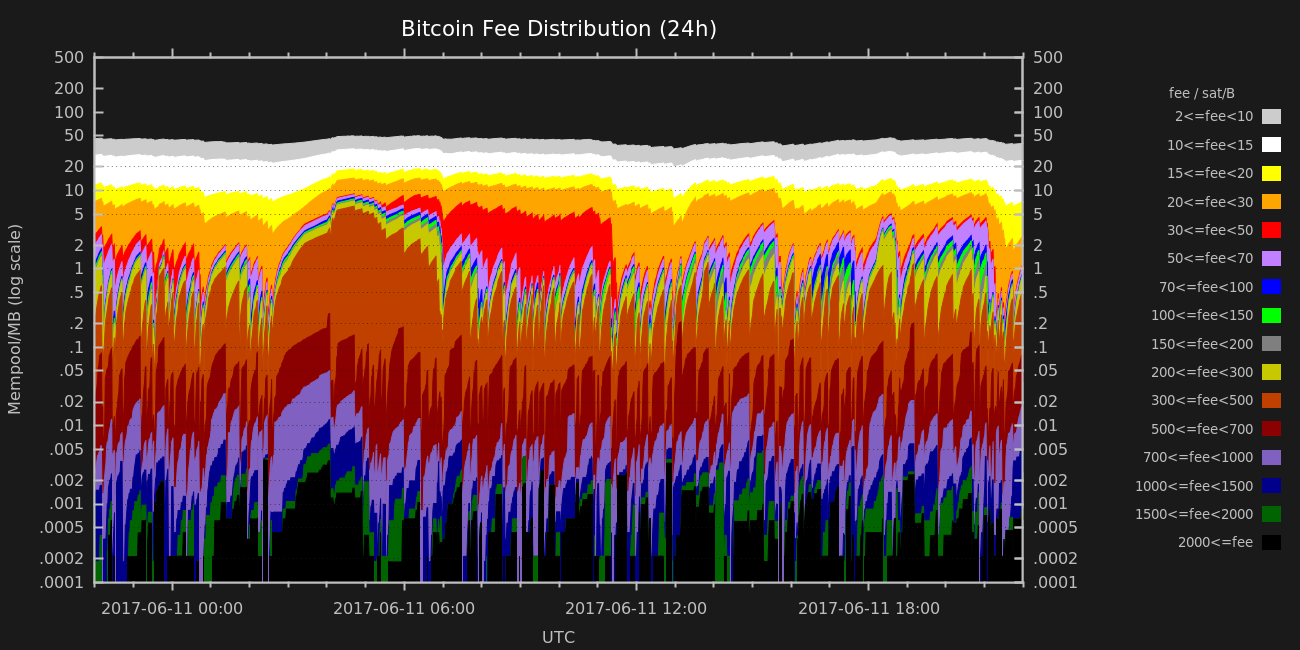 Bitcoin Fee Distribution (24h)
500
200
100
50
20
10
5
2
1
.5
.2
.1
.05
.02
.01
.005
.002
.001
.0005
.0002
.0001
Mempool/MB (log scale)
500
200
100
50
20
10
5
2
1
.5
.2
.1
.05
.02
.01
.005
.002
.001
.0005
.0002
.0001
2017-06-11 00:00
2017-06-11 06:00
2017-06-11 12:00
2017-06-11 18:00
UTC
fee / sat/B
2<=fee<10
10<=fee<15
15<=fee<20
20<=fee<30
30<=fee<50
50<=fee<70
70<=fee<100
100<=fee<150
150<=fee<200
200<=fee<300
300<=fee<500
500<=fee<700
700<=fee<1000
1000<=fee<1500
1500<=fee<2000
2000<=fee